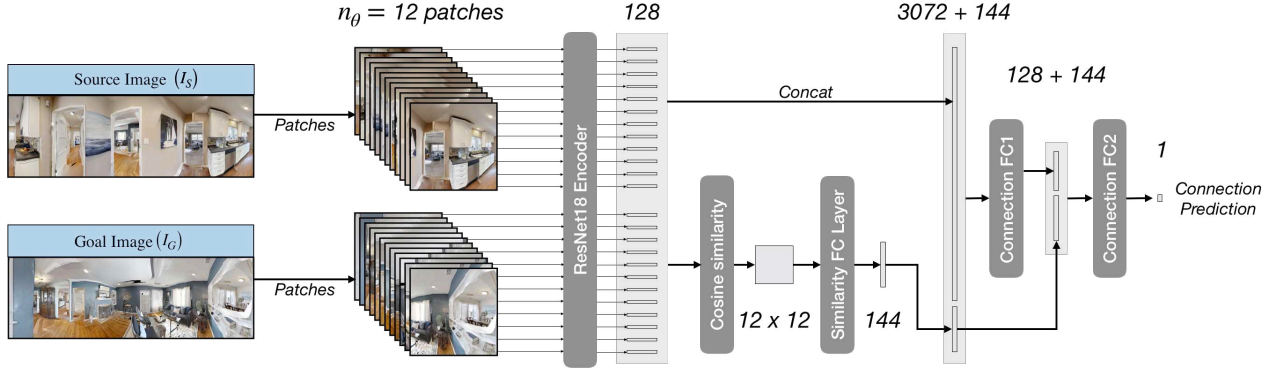 n_θ = 12 patches
128
3072 + 144
Source Image (I_S)
Patches
ResNet18 Encoder
Concat
128 + 144
Connection FC1
Connection FC2
1
Connection
Prediction
Goal Image (I_G)
Patches
Cosine similarity
12 x 12
Similarity FC Layer
144